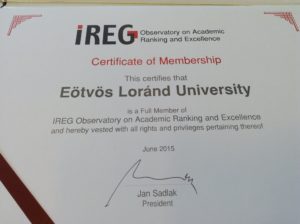 iREG Observatory on Academic
Ranking and Excellence
Certificate of Membership
This certifies that
Eötvös Loránd University
is a Full Member of
IREG Observatory on Academic Ranking and Excellence
and hereby vested with all rights and privileges pertaining thereof
June 2015
Jan Sadlak
President